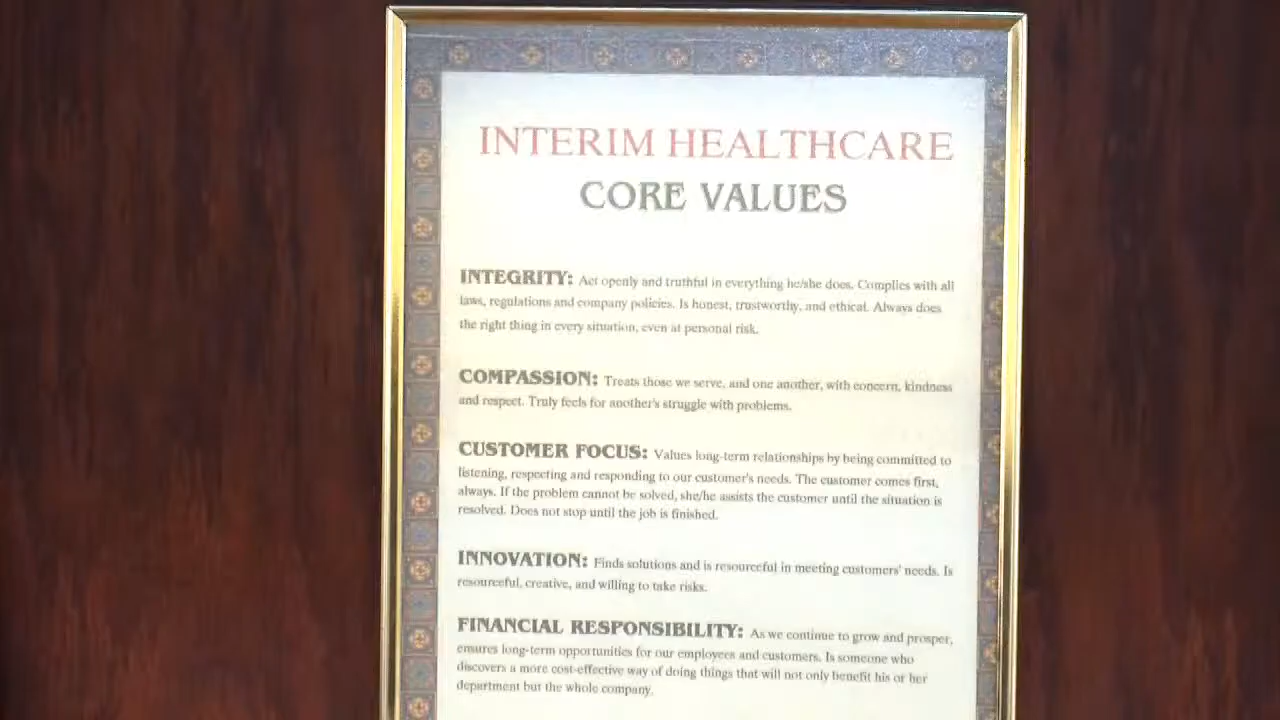 INTERIM HEALTHCARE
CORE VALUES
INTEGRITY: Act openly and truthful in everything he/she does. Complies with all
laws, regulations and company policies. Is honest, trustworthy, and ethical. Always does
the right thing in every situation, even at personal risk.
COMPASSION: Treats those we serve, and one another, with concern, kindness
and respect. Truly feels for another's struggle with problems.
CUSTOMER FOCUS: Values long-term relationships by being committed to
listening, respecting and responding to our customer's needs. The customer comes first,
always. If the problem cannot be solved, she/he assists the customer until the situation is
resolved. Does not stop until the job is finished.
INNOVATION: Finds solutions and is resourceful in meeting customers' needs. Is
resourceful, creative, and willing to take risks.
FINANCIAL RESPONSIBILITY: As we continue to grow and prosper,
ensures long-term opportunities for our employees and customers. Is someone who
discovers a more cost-effective way of doing things that will not only benefit his or her
department but the whole company.